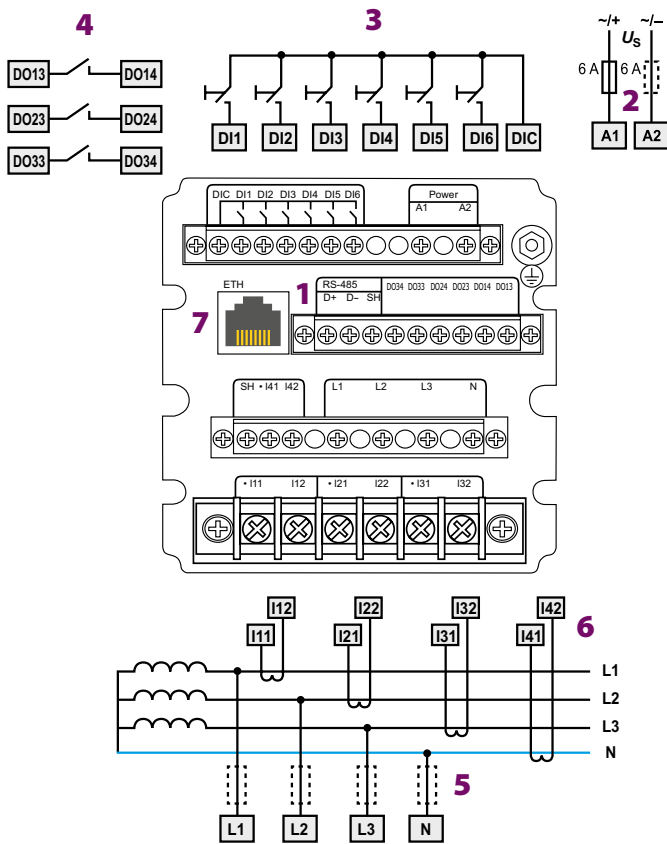 4
3
~/+
~/–
US
6 A
6 A
2
DO13
DO14
DO23
DO24
DO33
DO34
DI1
DI2
DI3
DI4
DI5
DI6
DIC
A1
A2
DIC DI1 DI2 DI3 DI4 DI5 DI6
Power
A1 A2
ETH
1
RS-485
D+ D– SH
DO34 DO33 DO24 DO23 DO14 DO13
7
SH • I41 I42
L1 L2 L3 N
• I11 I12 • I21 I22 • I31 I32
I12
I22
I32
I42
6
I11
I21
I31
I41
L1
L2
L3
N
5
L1
L2
L3
N